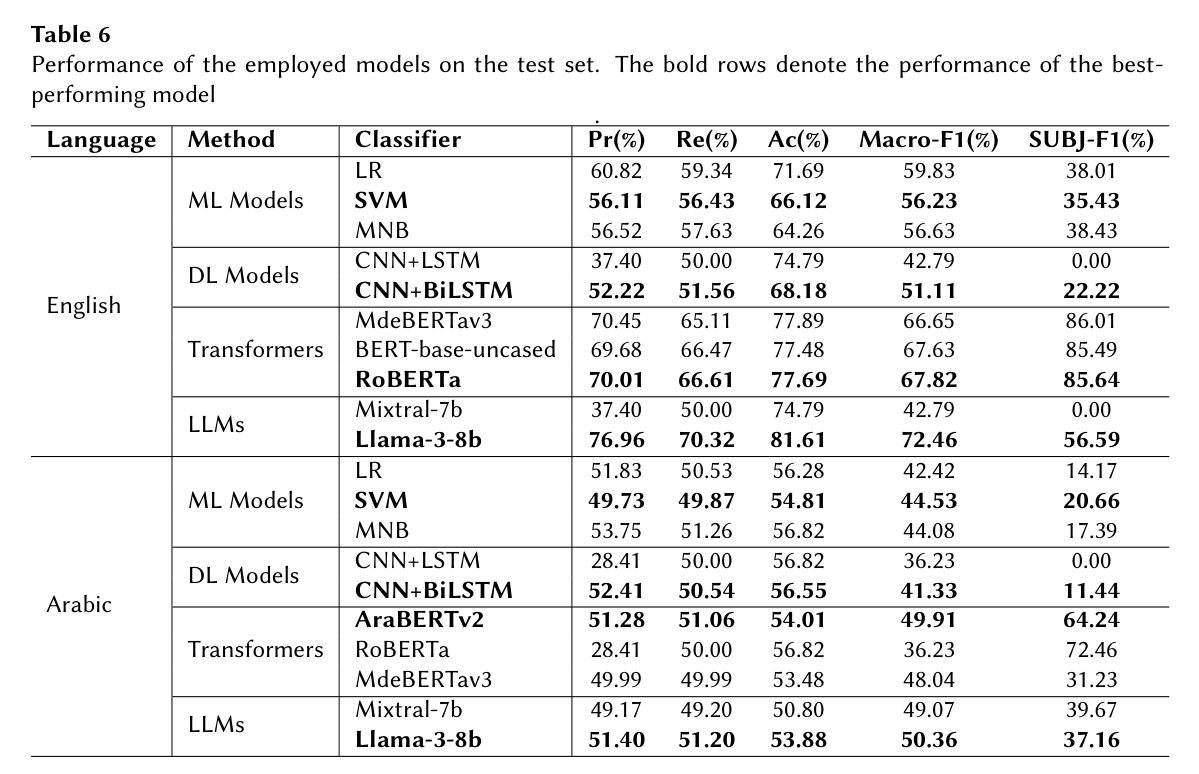 Table 6
Performance of the employed models on the test set. The bold rows denote the performance of the best-
performing model
.
Language Method Classifier Pr(%) Re(%) Ac(%) Macro-F1(%) SUBJ-F1(%)
English
ML Models
LR 60.82 59.34 71.69 59.83 38.01
SVM 56.11 56.43 66.12 56.23 35.43
MNB 56.52 57.63 64.26 56.63 38.43
DL Models
CNN+LSTM 37.40 50.00 74.79 42.79 0.00
CNN+BiLSTM 52.22 51.56 68.18 51.11 22.22
Transformers
MdeBERTav3 70.45 65.11 77.89 66.65 86.01
BERT-base-uncased 69.68 66.47 77.48 67.63 85.49
RoBERTa 70.01 66.61 77.69 67.82 85.64
LLMs
Mixtral-7b 37.40 50.00 74.79 42.79 0.00
Llama-3-8b 76.96 70.32 81.61 72.46 56.59
Arabic
ML Models
LR 51.83 50.53 56.28 42.42 14.17
SVM 49.73 49.87 54.81 44.53 20.66
MNB 53.75 51.26 56.82 44.08 17.39
DL Models
CNN+LSTM 28.41 50.00 56.82 36.23 0.00
CNN+BiLSTM 52.41 50.54 56.55 41.33 11.44
Transformers
AraBERTv2 51.28 51.06 54.01 49.91 64.24
RoBERTa 28.41 50.00 56.82 36.23 72.46
MdeBERTav3 49.99 49.99 53.48 48.04 31.23
LLMs
Mixtral-7b 49.17 49.20 50.80 49.07 39.67
Llama-3-8b 51.40 51.20 53.88 50.36 37.16